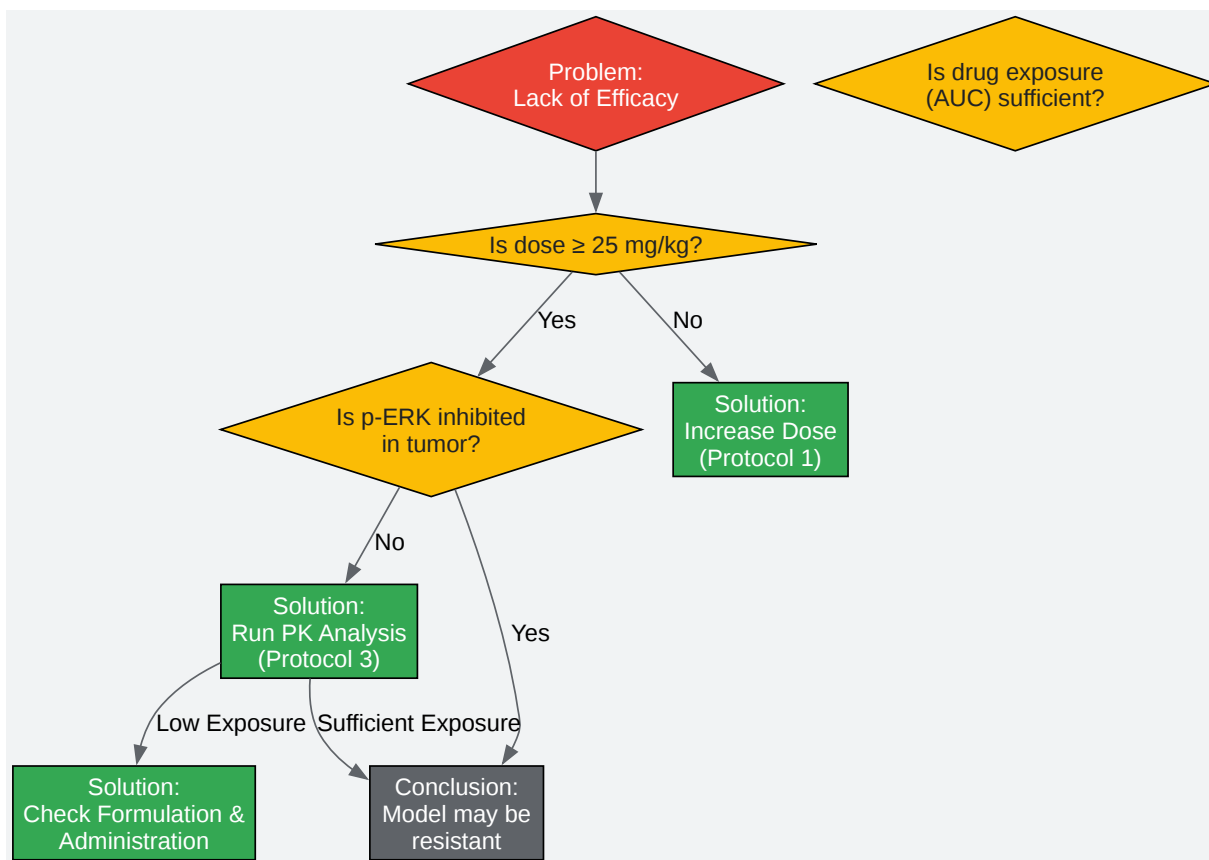 Problem:
Lack of Efficacy
Is drug exposure
(AUC) sufficient?
Is dose ≥ 25 mg/kg?
Yes
No
Is p-ERK inhibited
in tumor?
Solution:
Increase Dose
(Protocol 1)
No
Yes
Solution:
Run PK Analysis
(Protocol 3)
Low Exposure
Sufficient Exposure
Solution:
Check Formulation &
Administration
Conclusion:
Model may be
resistant